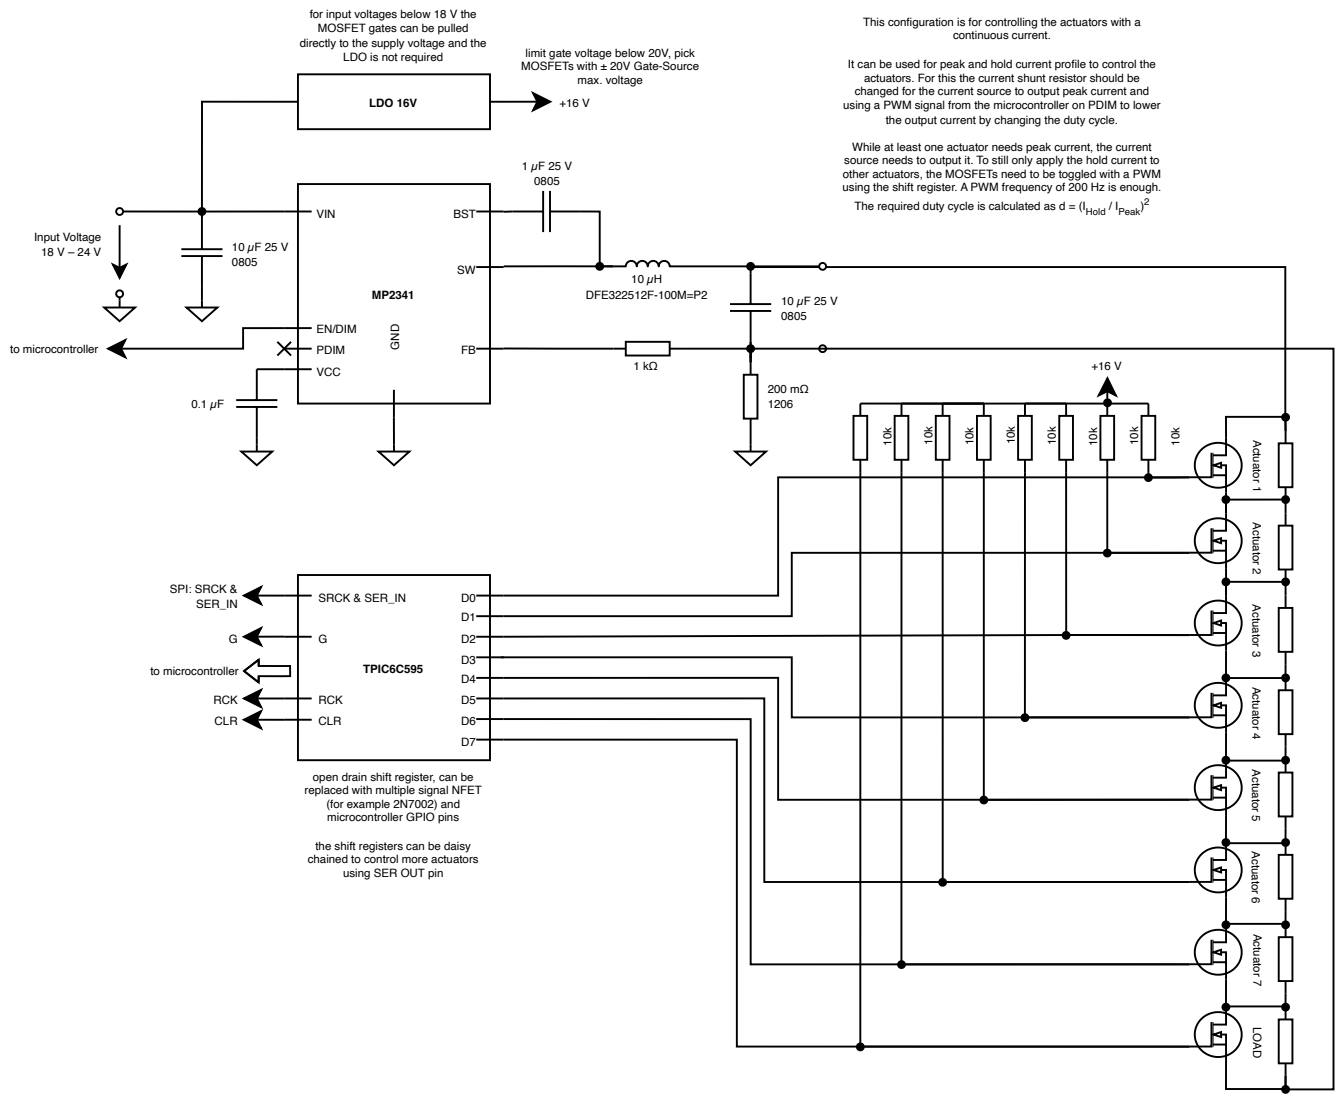 for input voltages below 18 V the
MOSFET gates can be pulled
directly to the supply voltage and the
LDO is not required
limit gate voltage below 20V, pick
MOSFETs with ± 20V Gate-Source
max. voltage
LDO 16V
+16 V
This configuration is for controlling the actuators with a
continuous current.
It can be used for peak and hold current profile to control the
actuators. For this the current shunt resistor should be
changed for the current source to output peak current and
using a PWM signal from the microcontroller on PDIM to lower
the output current by changing the duty cycle.
While at least one actuator needs peak current, the current
source needs to output it. To still only apply the hold current to
other actuators, the MOSFETs need to be toggled with a PWM
using the shift register. A PWM frequency of 200 Hz is enough.
The required duty cycle is calculated as d = (I_Hold / I_Peak)^2
1 µF 25 V
0805
VIN
BST
Input Voltage
18 V – 24 V
10 µF 25 V
0805
SW
10 µH
DFE322512F-100M=P2
MP2341
10 µF 25 V
0805
GND
EN/DIM
to microcontroller
PDIM
FB
VCC
1 kΩ
+16 V
0.1 µF
200 mΩ
1206
10k
10k
10k
10k
10k
10k
10k
10k
Actuator 1
Actuator 2
Actuator 3
Actuator 4
Actuator 5
Actuator 6
Actuator 7
LOAD
SPI: SRCK &
SER_IN
SRCK & SER_IN
D0
D1
G
G
D2
D3
to microcontroller
TPIC6C595
D4
RCK
RCK
D5
CLR
CLR
D6
D7
open drain shift register, can be
replaced with multiple signal NFET
(for example 2N7002) and
microcontroller GPIO pins
the shift registers can be daisy
chained to control more actuators
using SER OUT pin